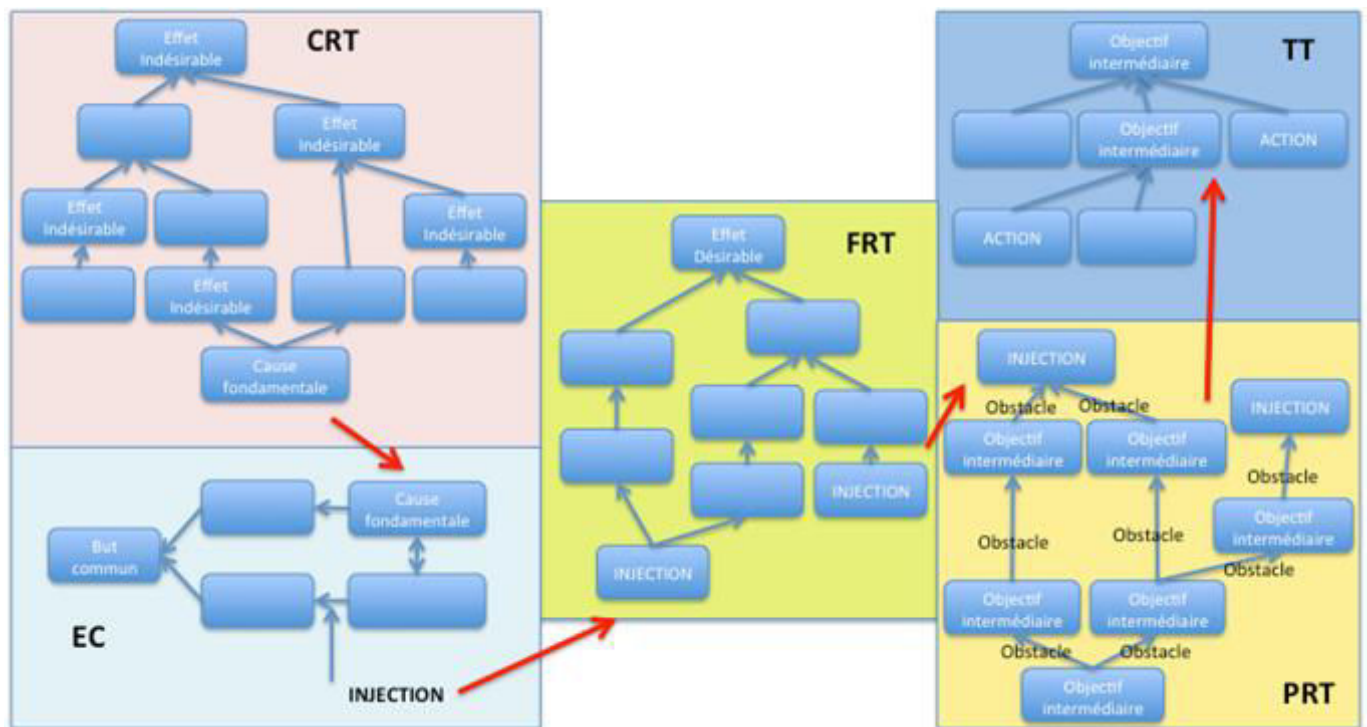 CRT
Effet
Indésirable
Effet
Indésirable
Effet
Indésirable
Effet
Indésirable
Effet
Indésirable
Cause
fondamentale
EC
Cause
fondamentale
But
commun
INJECTION
FRT
Effet
Désirable
INJECTION
INJECTION
TT
Objectif
intermédiaire
Objectif
intermédiaire
ACTION
ACTION
PRT
INJECTION
INJECTION
Obstacle
Obstacle
Objectif
intermédiaire
Objectif
intermédiaire
Obstacle
Objectif
intermédiaire
Obstacle
Obstacle
Obstacle
Objectif
intermédiaire
Objectif
intermédiaire
Obstacle
Obstacle
Objectif
intermédiaire